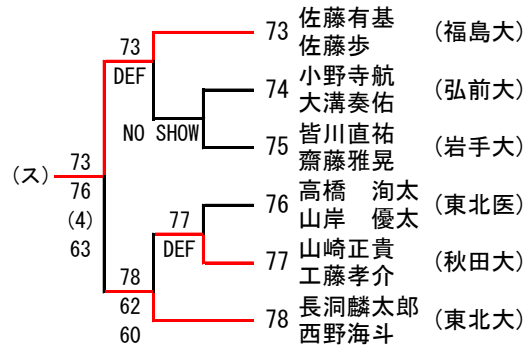 73 佐藤有基 (福島大)
佐藤歩
73
DEF
74 小野寺航 (弘前大)
大溝奏佑
NO SHOW
75 皆川直祐 (岩手大)
齋藤雅晃
(ス) 73
76
(4)
63
76 高橋 洵太 (東北医)
山岸 優太
77
DEF
77 山崎正貴 (秋田大)
工藤孝介
78
62
60
78 長洞麟太郎 (東北大)
西野海斗